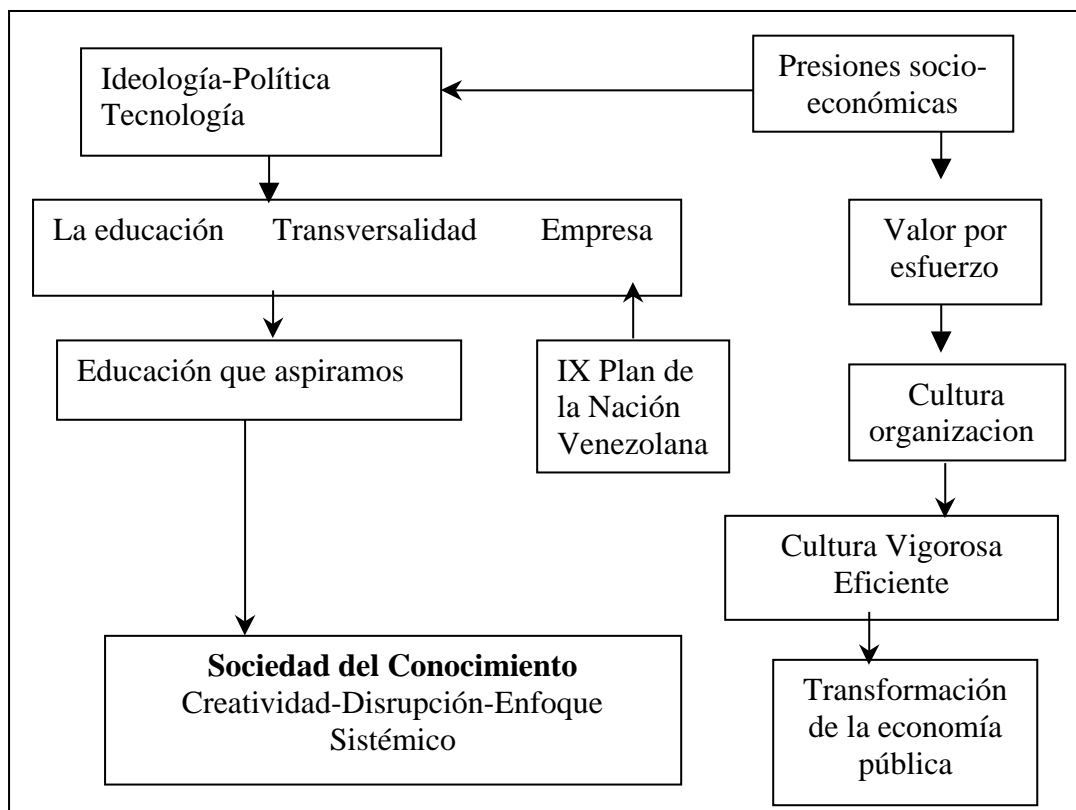 Ideología-Política
Tecnología
Presiones socio-
económicas
La educación Transversalidad Empresa
Valor por
esfuerzo
Educación que aspiramos
IX Plan de
la Nación
Venezolana
Cultura
organizacion
Cultura Vigorosa
Eficiente
Sociedad del Conocimiento
Creatividad-Disrupción-Enfoque
Sistémico
Transformación
de la economía
pública